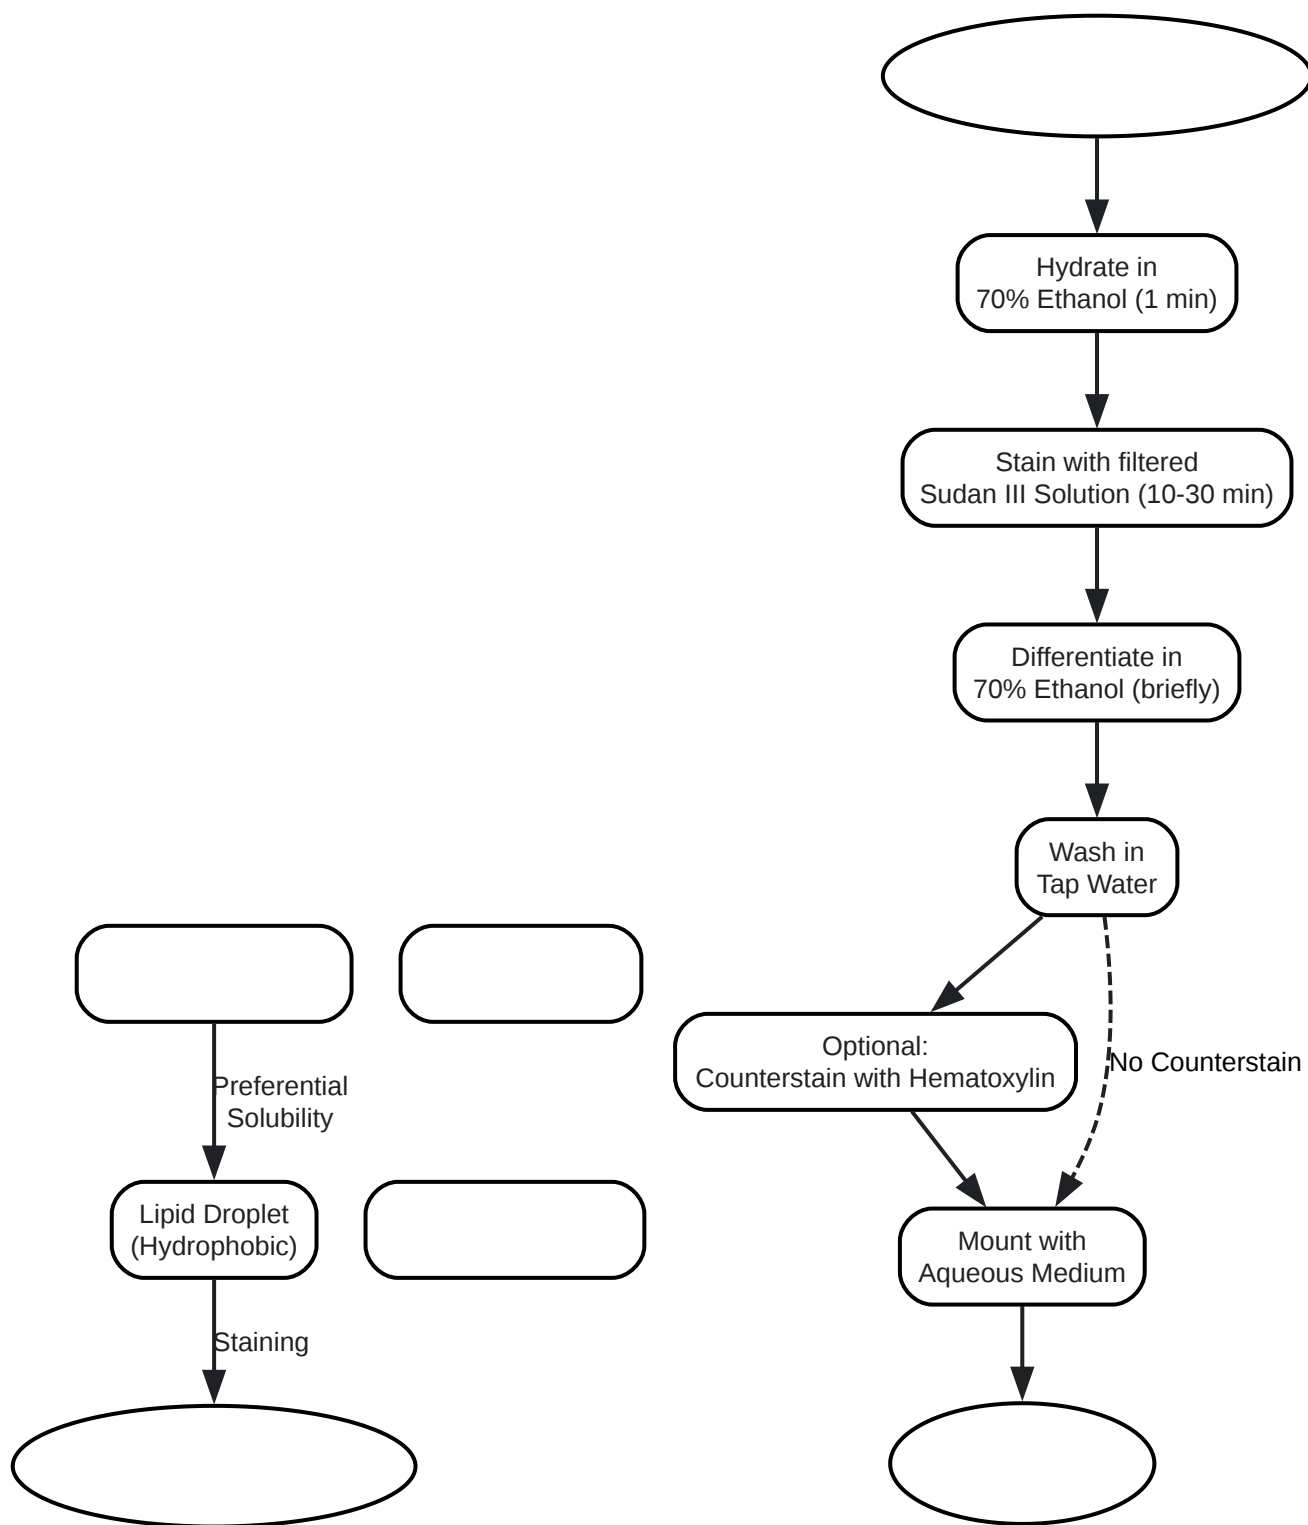 Hydrate in
70% Ethanol (1 min)
Stain with filtered
Sudan III Solution (10-30 min)
Differentiate in
70% Ethanol (briefly)
Wash in
Tap Water
Optional:
Counterstain with Hematoxylin
No Counterstain
Mount with
Aqueous Medium
Preferential
Solubility
Lipid Droplet
(Hydrophobic)
Staining